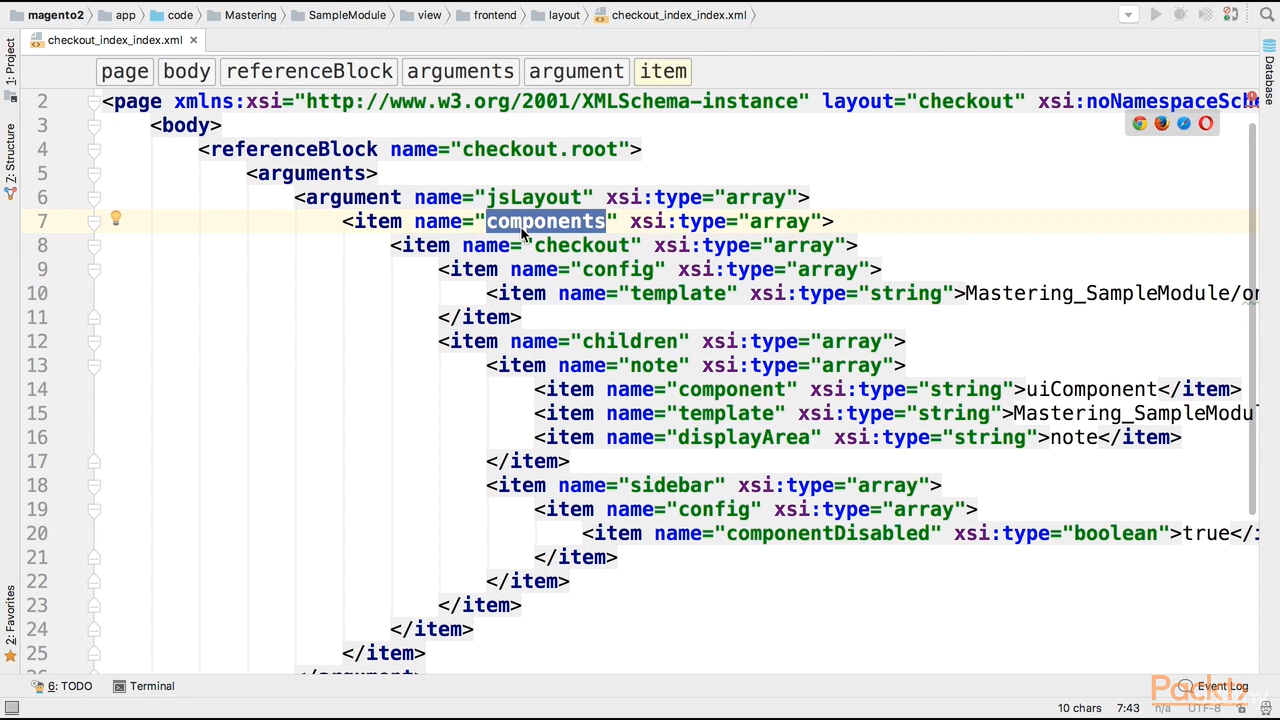 magento2 app code Mastering SampleModule view frontend layout checkout_index_index.xml
checkout_index_index.xml
page body referenceBlock arguments argument item
1: Project
Z: Structure
2: Favorites
Database
2 <page xmlns:xsi="http://www.w3.org/2001/XMLSchema-instance" layout="checkout" xsi:noNamespaceSche
3 <body>
4 <referenceBlock name="checkout.root">
5 <arguments>
6 <argument name="jsLayout" xsi:type="array">
7 <item name="components" xsi:type="array">
8 <item name="checkout" xsi:type="array">
9 <item name="config" xsi:type="array">
10 <item name="template" xsi:type="string">Mastering_SampleModule/on
11 </item>
12 <item name="children" xsi:type="array">
13 <item name="note" xsi:type="array">
14 <item name="component" xsi:type="string">uiComponent</item>
15 <item name="template" xsi:type="string">Mastering_SampleModul
16 <item name="displayArea" xsi:type="string">note</item>
17 </item>
18 <item name="sidebar" xsi:type="array">
19 <item name="config" xsi:type="array">
20 <item name="componentDisabled" xsi:type="boolean">true</i
21 </item>
22 </item>
23 </item>
24 </item>
25 </item>
26 </argument>
6: TODO Terminal Event Log
Packt
10 chars 7:43 n/a UTF-8